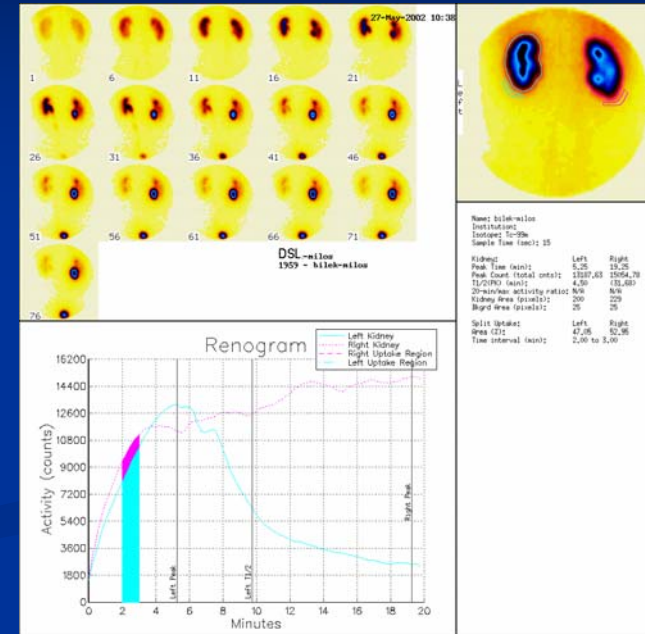 27-May-2002 10:38
1 6 11 16 21
26 31 36 41 46
51 56 61 66 71
76
DSL-milos
1959 - bilek-milos
Left
Name: bilek-milos
Institution:
Isotope: Tc-99m
Sample Time (sec): 15
Kidney: Left Right
Peak Time (min): 5.25 19.25
Peak Count (total cnts): 13187.63 15054.78
T1/2(PK) (min): 4.50 (31.68)
20-min/max activity ratio: N/A N/A
Kidney Area (pixels): 200 229
Bkgrd Area (pixels): 25 25
Split Uptake: Left Right
Area (%): 47.05 52.95
Time interval (min): 2.00 to 3.00
Renogram
Left Kidney
Right Kidney
Right Uptake Region
Left Uptake Region
Activity (counts)
16200
14400
12600
10800
9000
7200
5400
3600
1800
0
Left Peak
Left T1/2
Right Peak
0 2 4 6 8 10 12 14 16 18 20
Minutes